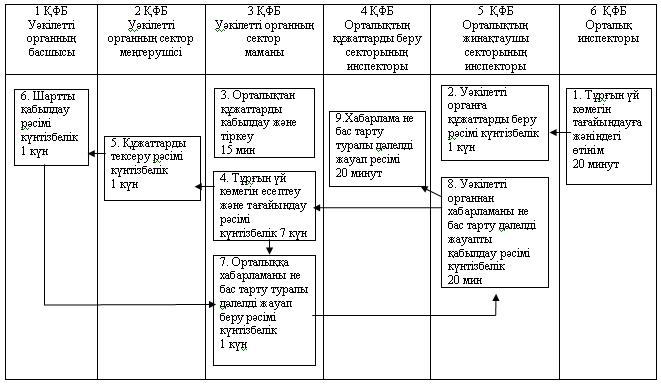 1 ҚФБ
Уәкілетті
органның
басшысы
2 ҚФБ
Уәкілетті
органның сектор
меңгерушісі
3 ҚФБ
Уәкілетті органның
сектор
маманы
4 ҚФБ
Орталықтың
құжаттарды беру
секторының
инспекторы
5 ҚФБ
Орталықтың
жинақтаушы
секторының
инспекторы
6 ҚФБ
Орталық
инспекторы
6. Шартты
қабылдау
рәсімі
күнтізбелік
1 күн
5. Құжаттарды
тексеру рәсімі
күнтізбелік
1 күн
3. Орталықтан
құжаттарды
қабылдау және
тіркеу
15 мин
4. Тұрғын үй
көмегін есептеу
және тағайындау
рәсімі
күнтізбелік 7 күн
7. Орталыққа
хабарламаны не
бас тарту туралы
дәлелді жауап
беру рәсімі
күнтізбелік
1 күн
9.Хабарлама не
бас тарту
туралы дәлелді
жауап ресімі
20 минут
2. Уәкілетті
органға
құжаттарды беру
рәсімі күнтізбелік
1 күн
8. Уәкілетті
органнан
хабарламаны не
бас тарту дәлелді
жауапты
қабылдау рәсімі
күнтізбелік
20 мин
1. Тұрғын үй
көмегін
тағайындауға
жәніндегі
өтінім
20 минут